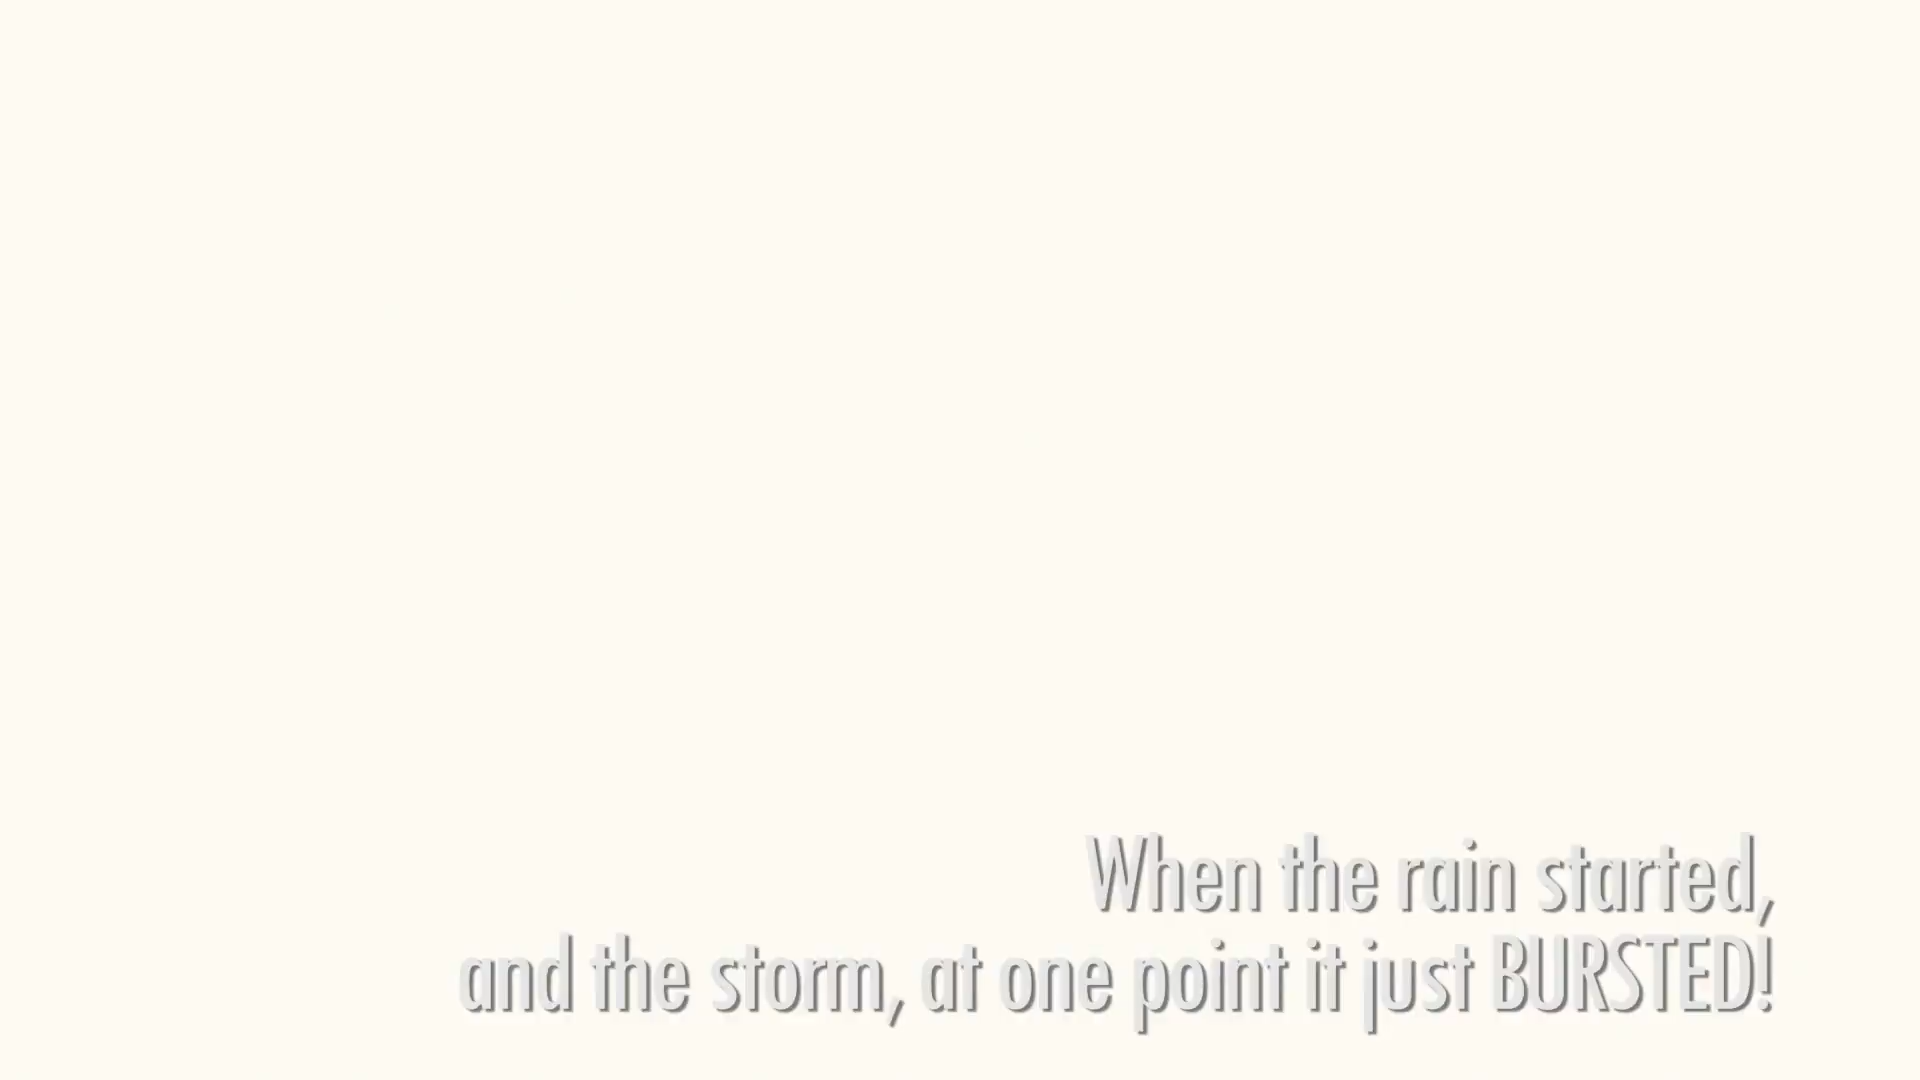 When the rain started,
and the storm, at one point it just BURSTED!